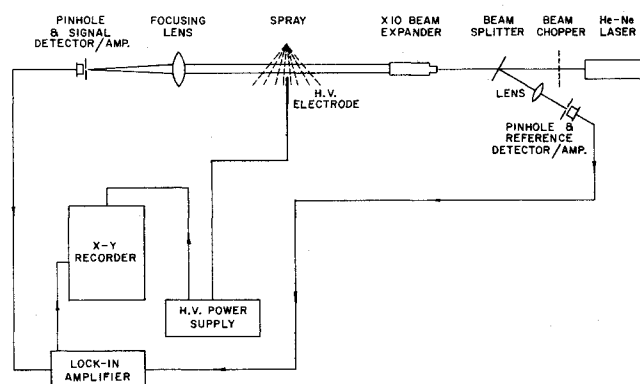 PINHOLE
& SIGNAL
DETECTOR/AMP.
FOCUSING
LENS
SPRAY
H.V.
ELECTRODE
X10 BEAM
EXPANDER
BEAM
SPLITTER
BEAM
CHOPPER
He-Ne
LASER
LENS
PINHOLE &
REFERENCE
DETECTOR/AMP.
X-Y
RECORDER
H.V. POWER
SUPPLY
LOCK-IN
AMPLIFIER